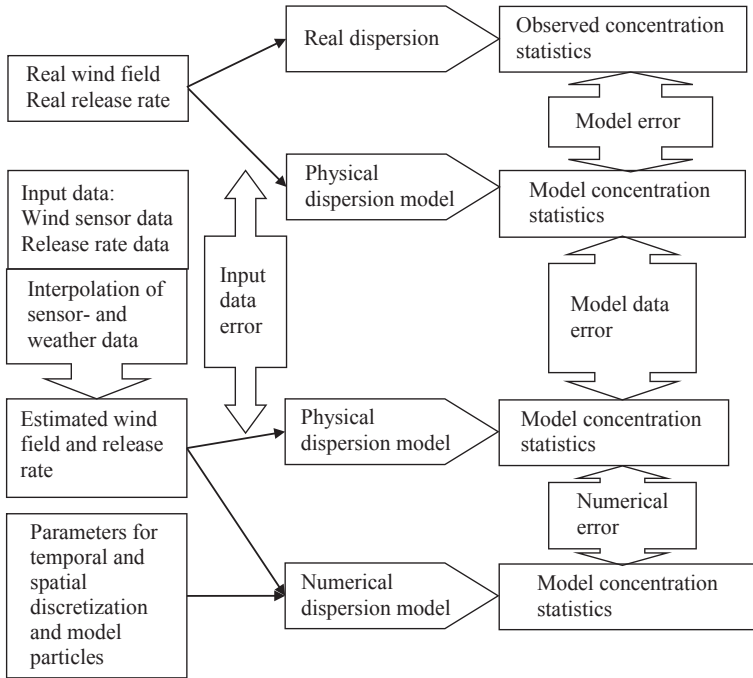 Real dispersion
Observed concentration
statistics
Real wind field
Real release rate
Model error
Physical
dispersion model
Model concentration
statistics
Input data:
Wind sensor data
Release rate data
Input
data
error
Interpolation of
sensor- and
weather data
Model data
error
Estimated wind
field and release
rate
Physical
dispersion model
Model concentration
statistics
Numerical
error
Parameters for
temporal and
spatial
discretization
and model
particles
Numerical
dispersion model
Model concentration
statistics